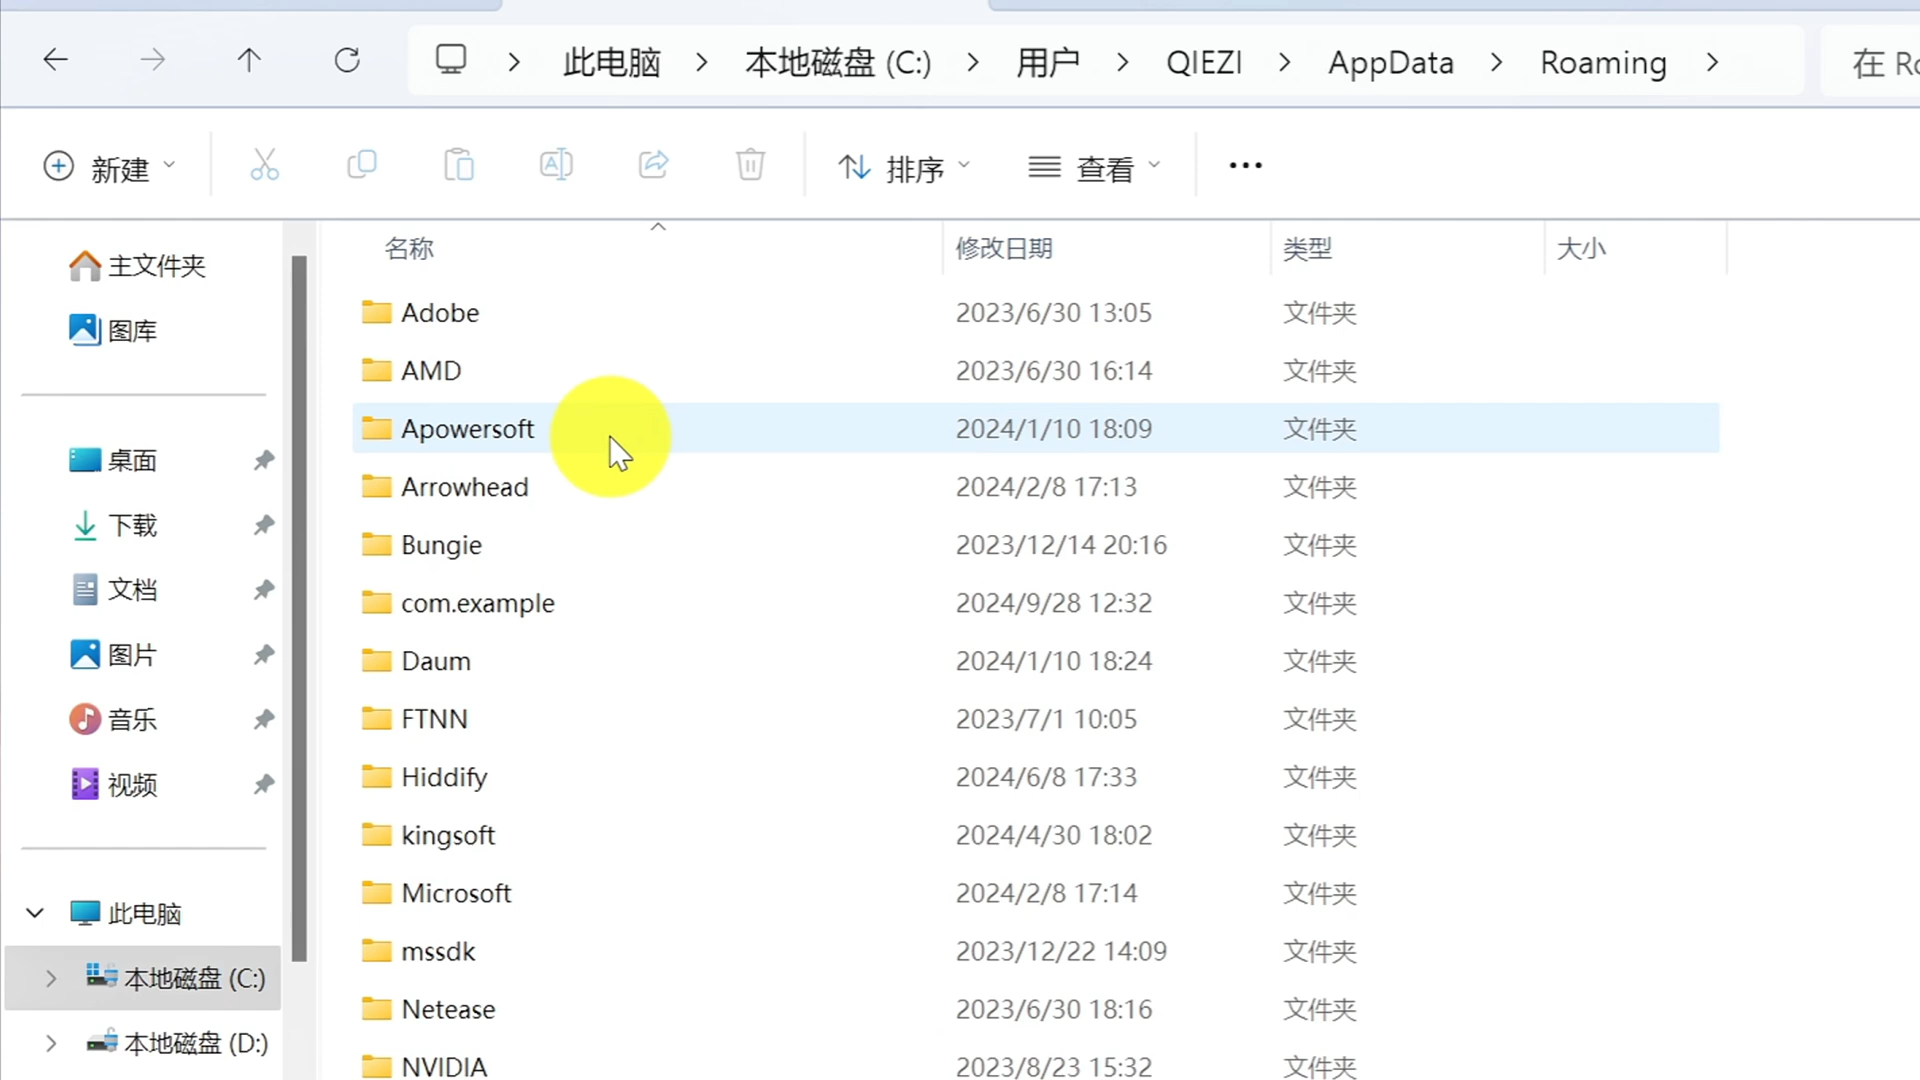 此电脑 本地磁盘 (C:) 用户 QIEZI AppData Roaming 在 Ro
新建 排序 查看
名称 修改日期 类型 大小
主文件夹
图库
桌面
下载
文档
图片
音乐
视频
此电脑
本地磁盘 (C:)
本地磁盘 (D:)
Adobe 2023/6/30 13:05 文件夹
AMD 2023/6/30 16:14 文件夹
Apowersoft 2024/1/10 18:09 文件夹
Arrowhead 2024/2/8 17:13 文件夹
Bungie 2023/12/14 20:16 文件夹
com.example 2024/9/28 12:32 文件夹
Daum 2024/1/10 18:24 文件夹
FTNN 2023/7/1 10:05 文件夹
Hiddify 2024/6/8 17:33 文件夹
kingsoft 2024/4/30 18:02 文件夹
Microsoft 2024/2/8 17:14 文件夹
mssdk 2023/12/22 14:09 文件夹
Netease 2023/6/30 18:16 文件夹
NVIDIA 2023/8/23 15:32 文件夹